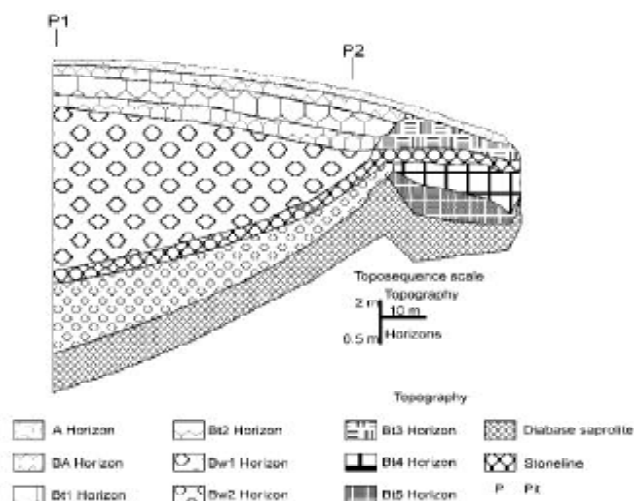 P1
P2
Toposequence scale
2 m Topography
10 m
0.5 m Horizons
Topography
A Horizon Bt2 Horizon Bt3 Horizon Diabase saprolite
BA Horizon Bw1 Horizon Bt4 Horizon Stoneline
Bt1 Horizon Bw2 Horizon Bt5 Horizon P Pit